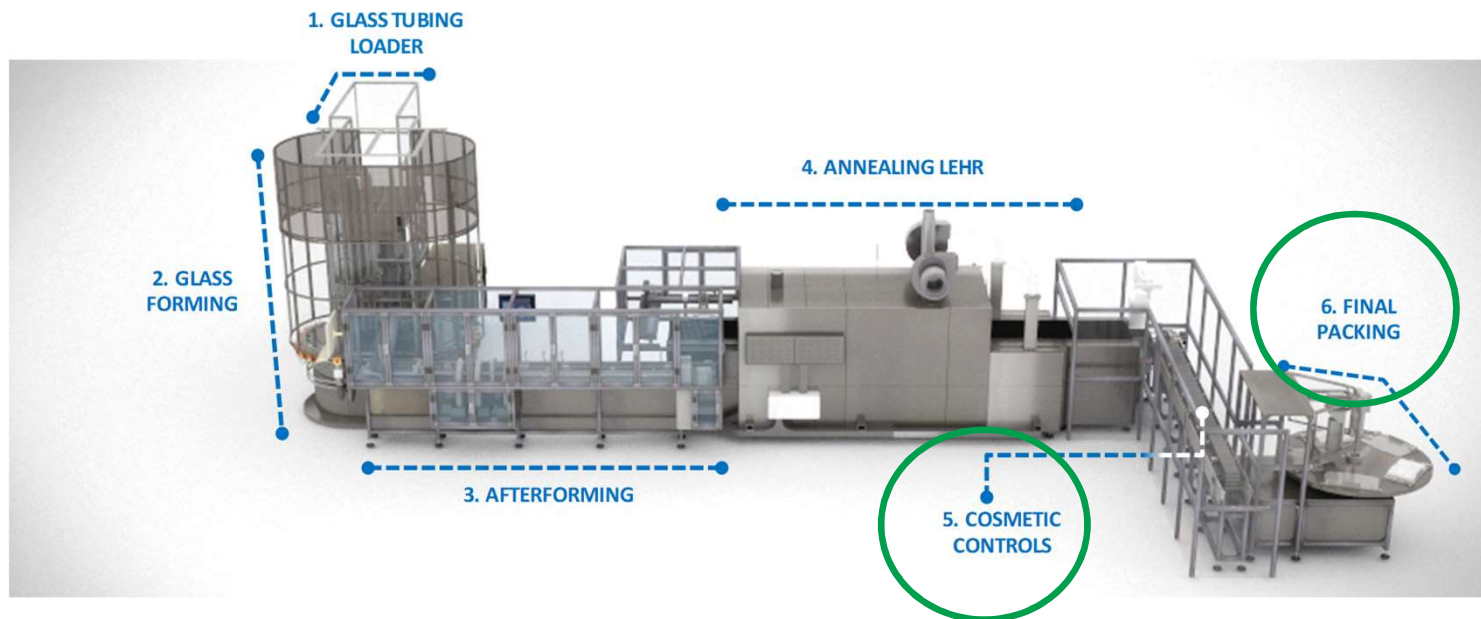 1. GLASS TUBING
LOADER
2. GLASS
FORMING
3. AFTERFORMING
4. ANNEALING LEHR
5. COSMETIC
CONTROLS
6. FINAL
PACKING